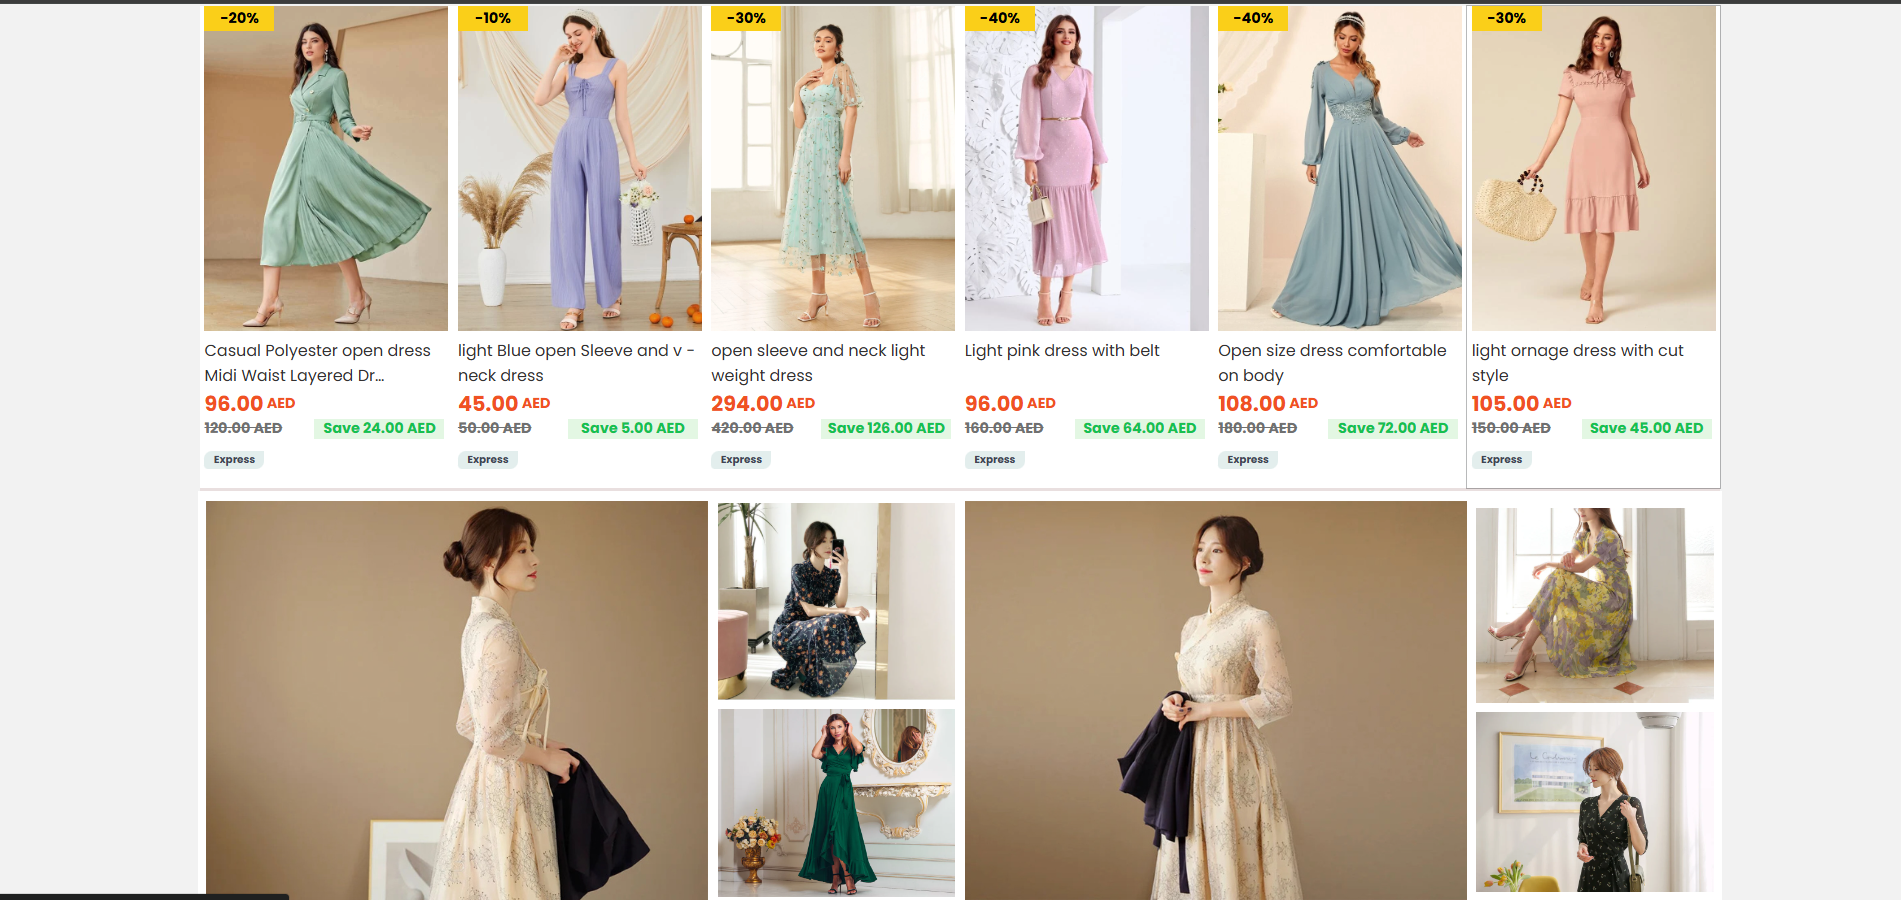 -20%
-10%
-30%
-40%
-40%
-30%
Casual Polyester open dress
Midi Waist Layered Dr...
96.00 AED
120.00 AED
Save 24.00 AED
Express
light Blue open Sleeve and v -
neck dress
45.00 AED
50.00 AED
Save 5.00 AED
Express
open sleeve and neck light
weight dress
294.00 AED
420.00 AED
Save 126.00 AED
Express
Light pink dress with belt
96.00 AED
160.00 AED
Save 64.00 AED
Express
Open size dress comfortable
on body
108.00 AED
180.00 AED
Save 72.00 AED
Express
light ornage dress with cut
style
105.00 AED
150.00 AED
Save 45.00 AED
Express